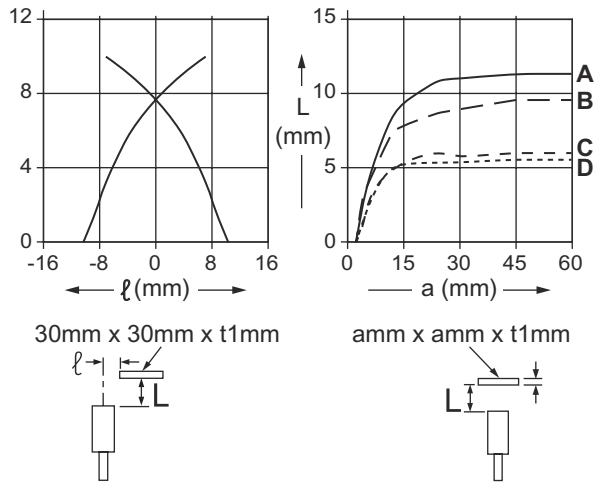 12
8
4
0
-16 -8 0 8 16
ℓ (mm)
L
(mm)
15
10
5
0
0 15 30 45 60
a (mm)
A
B
C
D
30mm x 30mm x t1mm
ℓ
L
amm x amm x t1mm
L